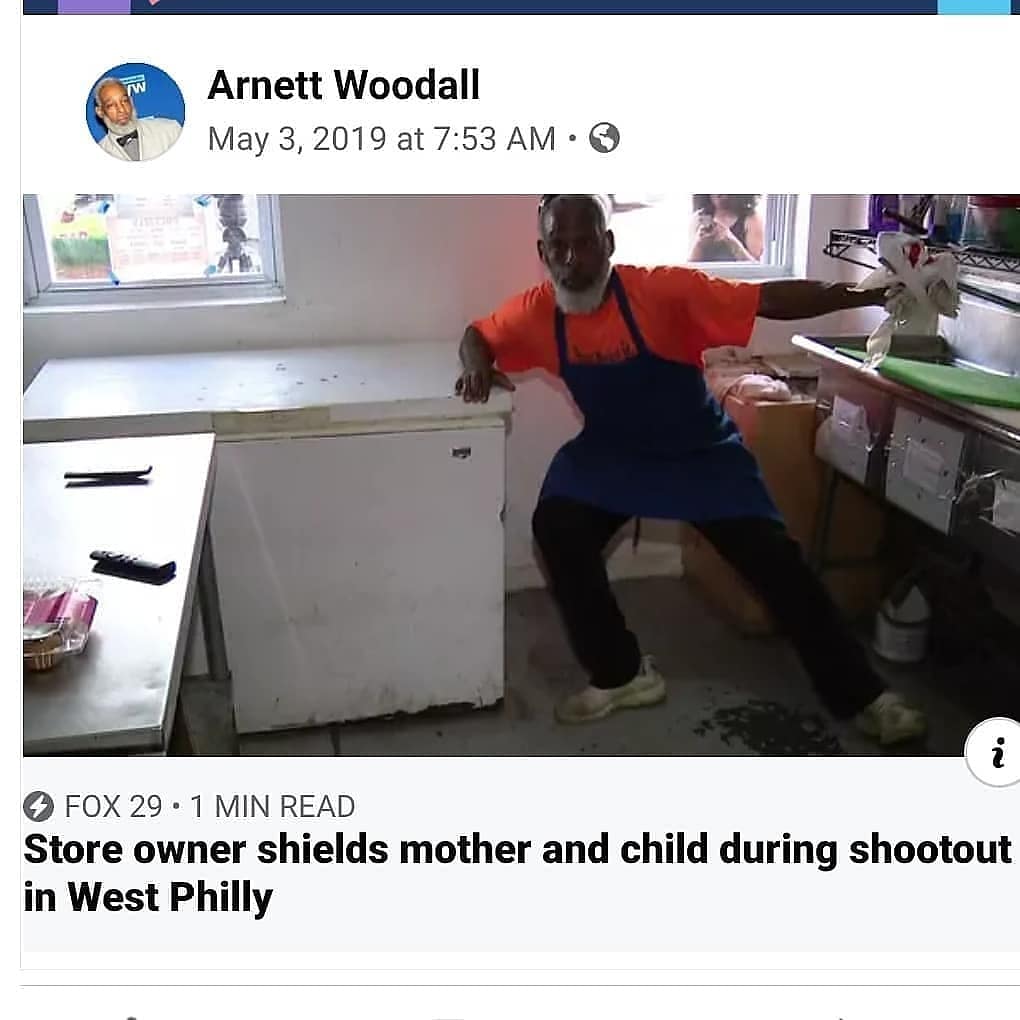 Arnett Woodall
May 3, 2019 at 7:53 AM •
FOX 29 • 1 MIN READ
Store owner shields mother and child during shootout
in West Philly